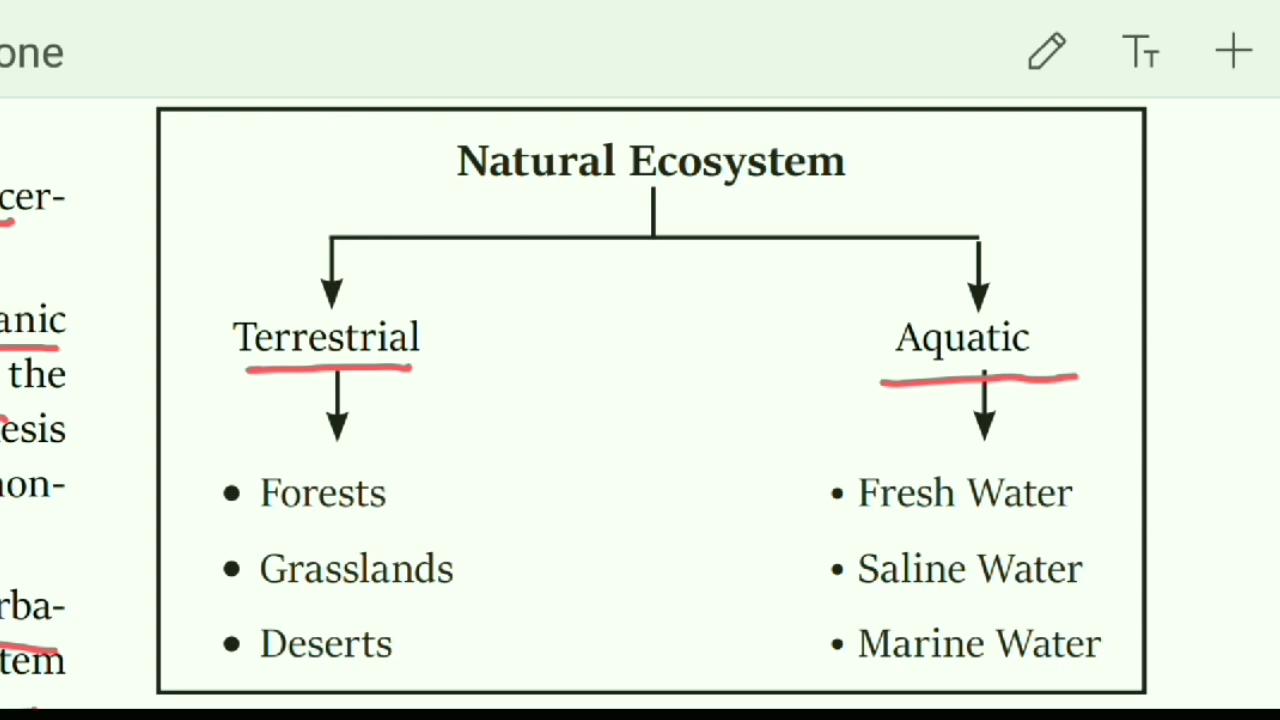 one
cer-
anic
the
esis
non-
rba-
tem
Natural Ecosystem
Terrestrial
Aquatic
• Forests
• Grasslands
• Deserts
• Fresh Water
• Saline Water
• Marine Water